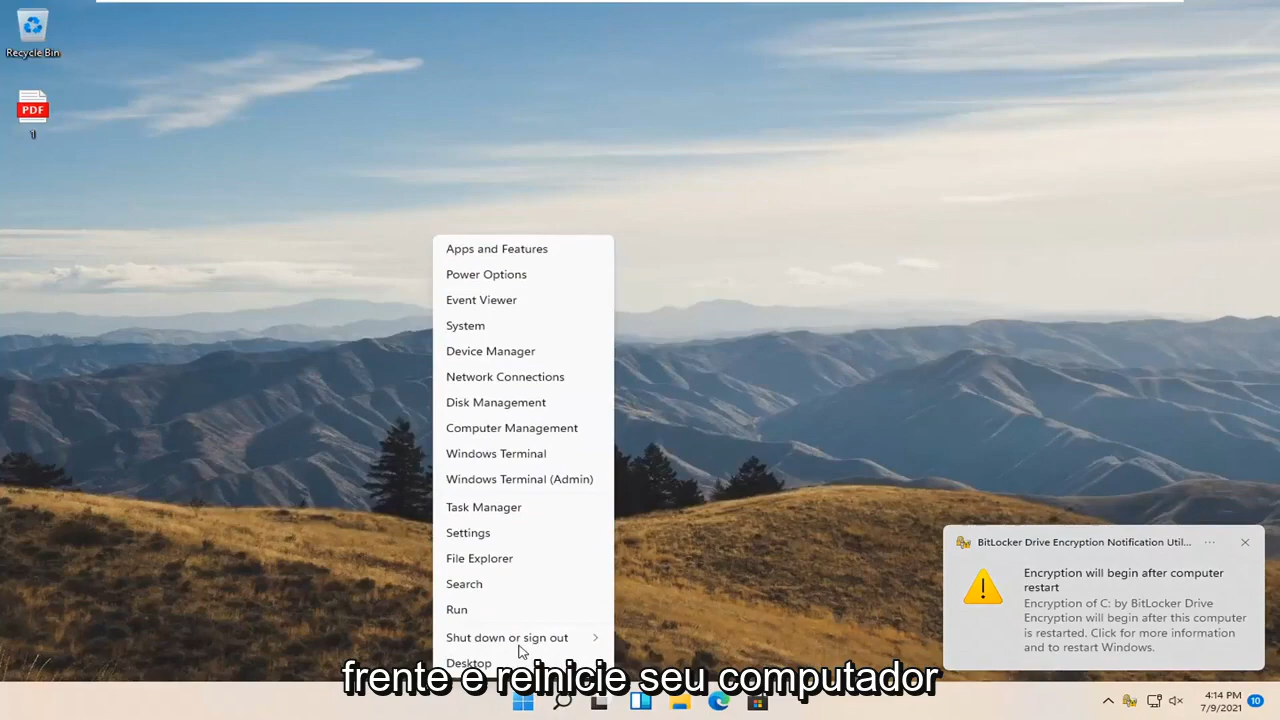 Recycle Bin
PDF
1
Apps and Features
Power Options
Event Viewer
System
Device Manager
Network Connections
Disk Management
Computer Management
Windows Terminal
Windows Terminal (Admin)
Task Manager
Settings
File Explorer
Search
Run
Shut down or sign out
Desktop
BitLocker Drive Encryption Notification Util...
Encryption will begin after computer
restart
Encryption of C: by BitLocker Drive
Encryption will begin after this computer
is restarted. Click for more information
and to restart Windows.
frente e reinicie seu computador
4:14 PM
7/9/2021
10